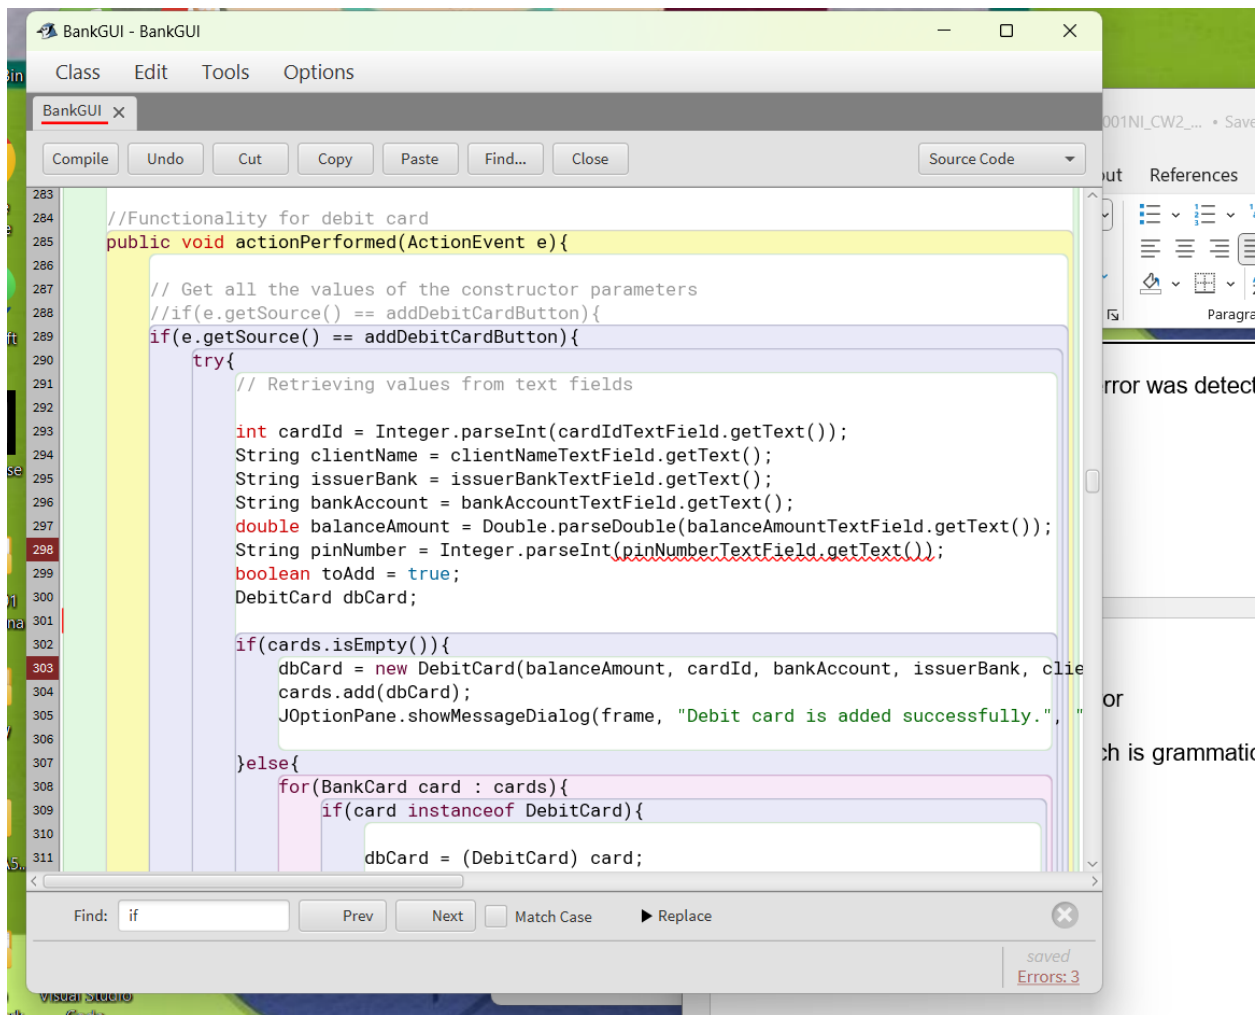 BankGUI - BankGUI
Class Edit Tools Options
BankGUI
001NI_CW2_... • Save
Compile Undo Cut Copy Paste Find... Close Source Code
References
283
284 //Functionality for debit card
285 public void actionPerformed(ActionEvent e){
286
287 // Get all the values of the constructor parameters
288 //if(e.getSource() == addDebitCardButton){
289 if(e.getSource() == addDebitCardButton){
290 try{
291 // Retrieving values from text fields
292
293 int cardId = Integer.parseInt(cardIdTextField.getText());
294 String clientName = clientNameTextField.getText();
295 String issuerBank = issuerBankTextField.getText();
296 String bankAccount = bankAccountTextField.getText();
297 double balanceAmount = Double.parseDouble(balanceAmountTextField.getText());
298 String pinNumber = Integer.parseInt(pinNumberTextField.getText());
299 boolean toAdd = true;
300 DebitCard dbCard;
301
302 if(cards.isEmpty()){
303 dbCard = new DebitCard(balanceAmount, cardId, bankAccount, issuerBank, clie
304 cards.add(dbCard);
305 JOptionPane.showMessageDialog(frame, "Debit card is added successfully.", "
306
307 }else{
308 for(BankCard card : cards){
309 if(card instanceof DebitCard){
310
311 dbCard = (DebitCard) card;
Paragra
rror was detect
or
ch is grammatic
Find: if Prev Next Match Case Replace
saved
Errors: 3
Visual Studio